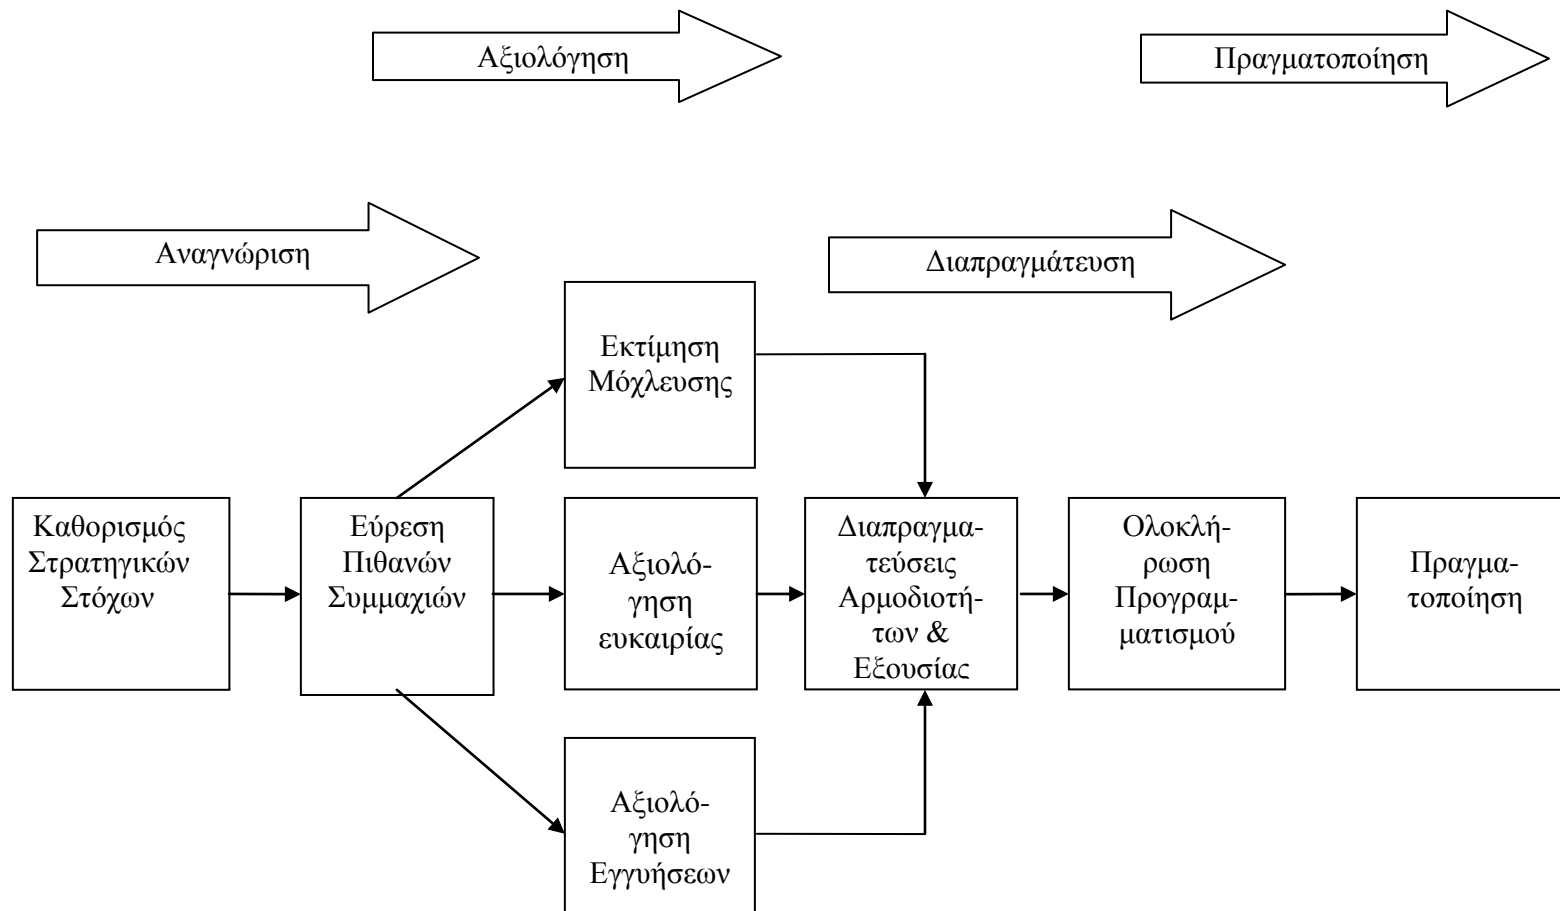 Αξιολόγηση
Πραγματοποίηση
Αναγνώριση
Διαπραγμάτευση
Εκτίμηση
Μόχλευσης
Καθορισμός
Στρατηγικών
Στόχων
Εύρεση
Πιθανών
Συμμαχιών
Αξιολό-
γηση
ευκαιρίας
Διαπραγμα-
τεύσεις
Αρμοδιοτή-
των &
Εξουσίας
Ολοκλή-
ρωση
Προγραμ-
ματισμού
Πραγμα-
τοποίηση
Αξιολό-
γηση
Εγγυήσεων